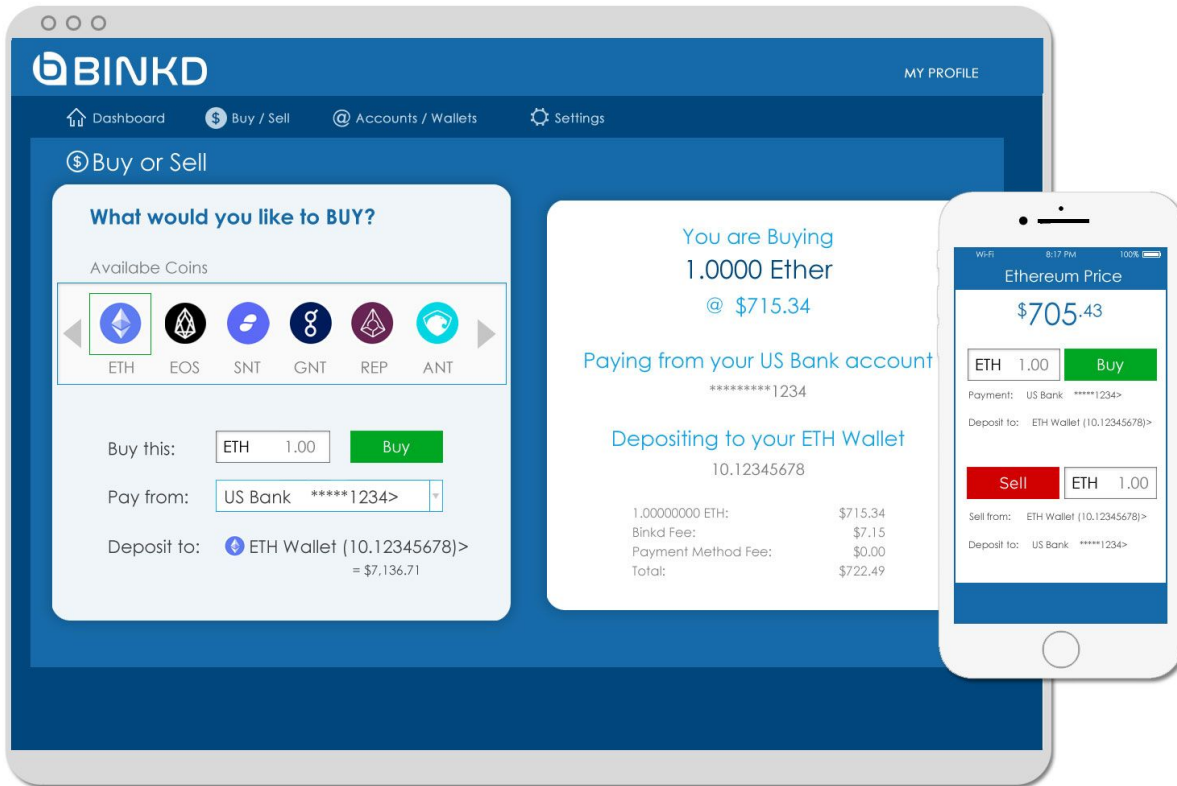 BINKD
MY PROFILE
Dashboard
$ Buy / Sell
@ Accounts / Wallets
Settings
$ Buy or Sell
What would you like to BUY?
Availabe Coins
ETH EOS SNT GNT REP ANT
Buy this: ETH 1.00 Buy
Pay from: US Bank *****1234>
Deposit to: ETH Wallet (10.12345678)>
= $7,136.71
You are Buying
1.0000 Ether
@ $715.34
Paying from your US Bank account
*********1234
Depositing to your ETH Wallet
10.12345678
1.00000000 ETH: $715.34
Binkd Fee: $7.15
Payment Method Fee: $0.00
Total: $722.49
Wi-Fi 8:17 PM 100%
Ethereum Price
$705.43
ETH 1.00 Buy
Payment: US Bank *****1234>
Deposit to: ETH Wallet (10.12345678)>
Sell ETH 1.00
Sell from: ETH Wallet (10.12345678)>
Deposit to: US Bank *****1234>